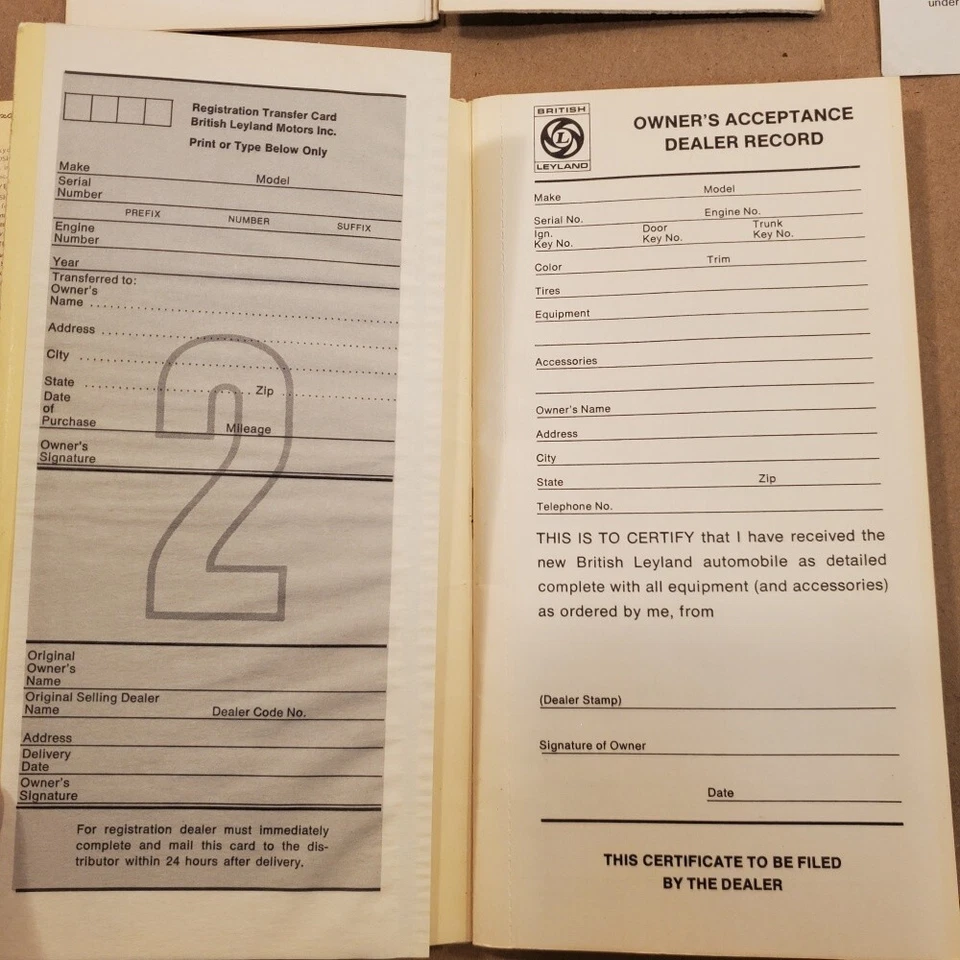 under
Registration Transfer Card
British Leyland Motors Inc.
Print or Type Below Only
Make Model
Serial
Number
PREFIX NUMBER SUFFIX
Engine
Number
Year
Transferred to:
Owner's
Name
Address
City
State Zip
Date
of
Purchase Mileage
Owner's
Signature
2
Original
Owner's
Name
Original Selling Dealer
Name Dealer Code No.
Address
Delivery
Date
Owner's
Signature
For registration dealer must immediately
complete and mail this card to the dis-
tributor within 24 hours after delivery.
BRITISH
L
LEYLAND
OWNER'S ACCEPTANCE
DEALER RECORD
Make Model
Serial No. Engine No.
Ign. Door Trunk
Key No. Key No. Key No.
Color Trim
Tires
Equipment
Accessories
Owner's Name
Address
City
State Zip
Telephone No.
THIS IS TO CERTIFY that I have received the
new British Leyland automobile as detailed
complete with all equipment (and accessories)
as ordered by me, from
(Dealer Stamp)
Signature of Owner
Date
THIS CERTIFICATE TO BE FILED
BY THE DEALER